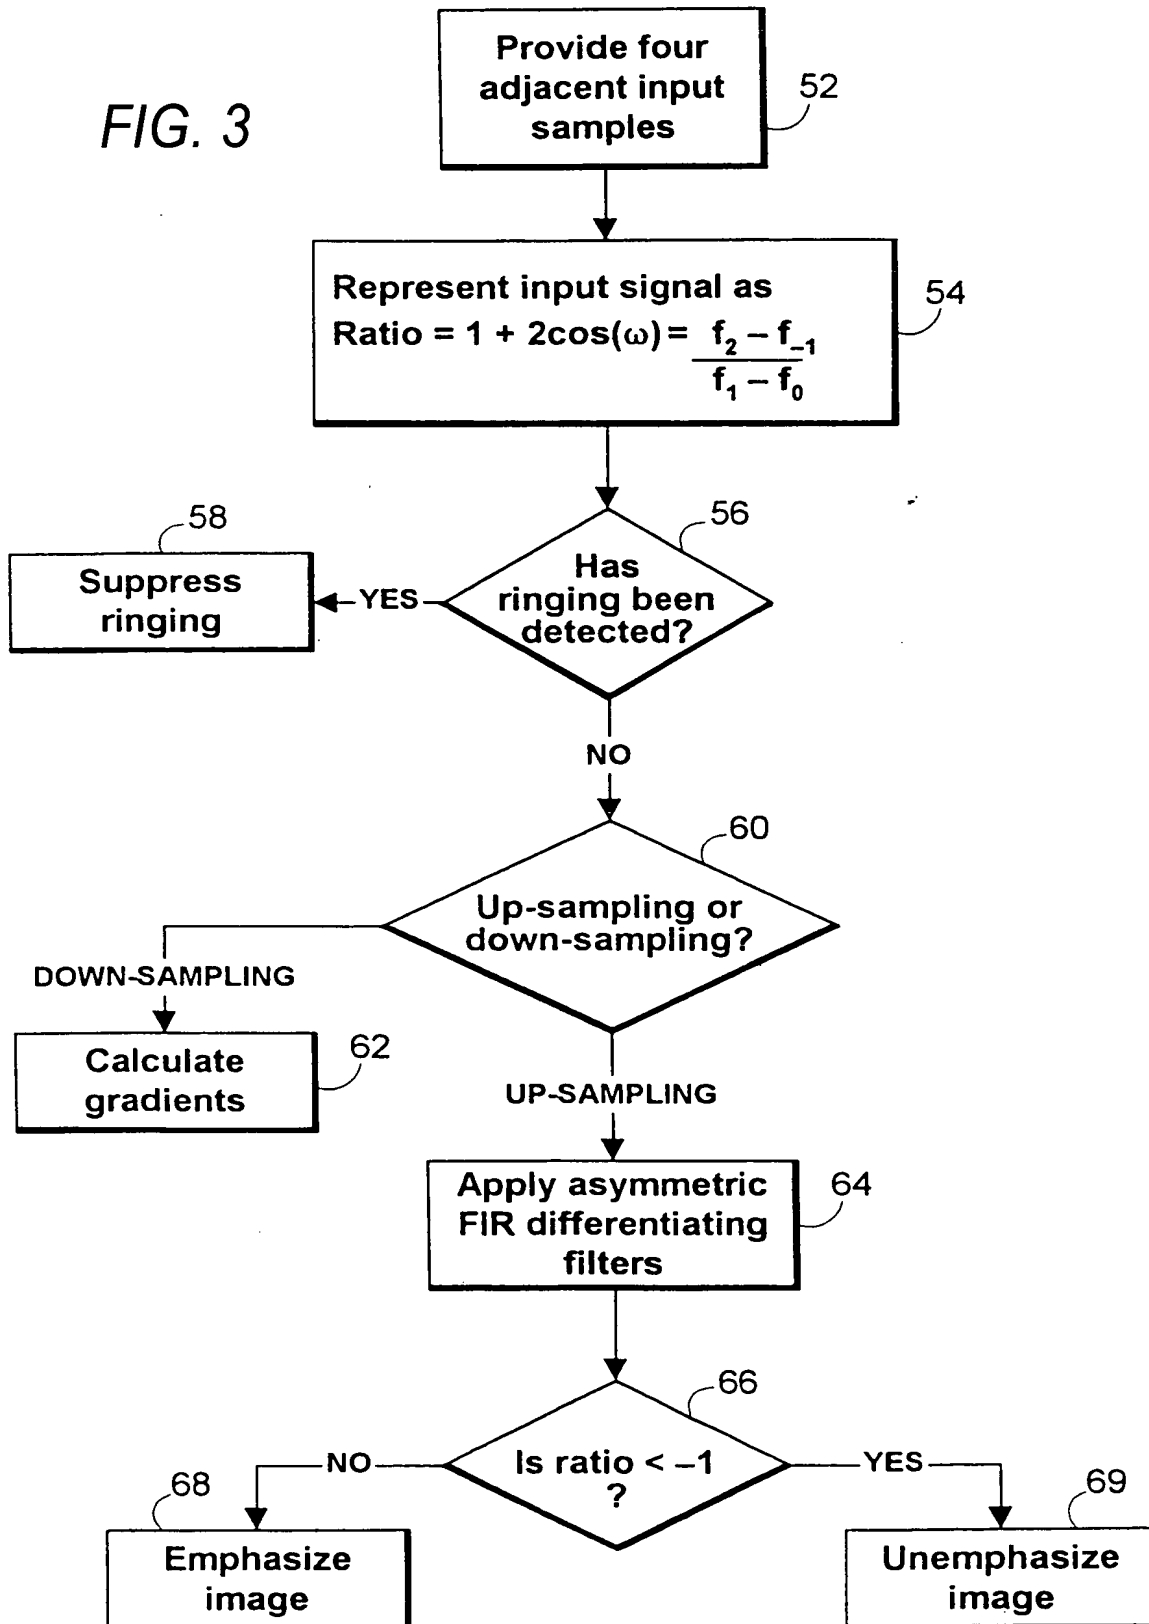 FIG. 3
Provide four
adjacent input
samples
52
Represent input signal as
Ratio = 1 + 2cos(ω) = f₂ – f₋₁
f₁ – f₀
54
56
Has
ringing been
detected?
58
Suppress
ringing
YES
NO
60
Up-sampling or
down-sampling?
DOWN-SAMPLING
Calculate
gradients
62
UP-SAMPLING
Apply asymmetric
FIR differentiating
filters
64
66
Is ratio < –1
?
NO
YES
68
Emphasize
image
69
Unemphasize
image